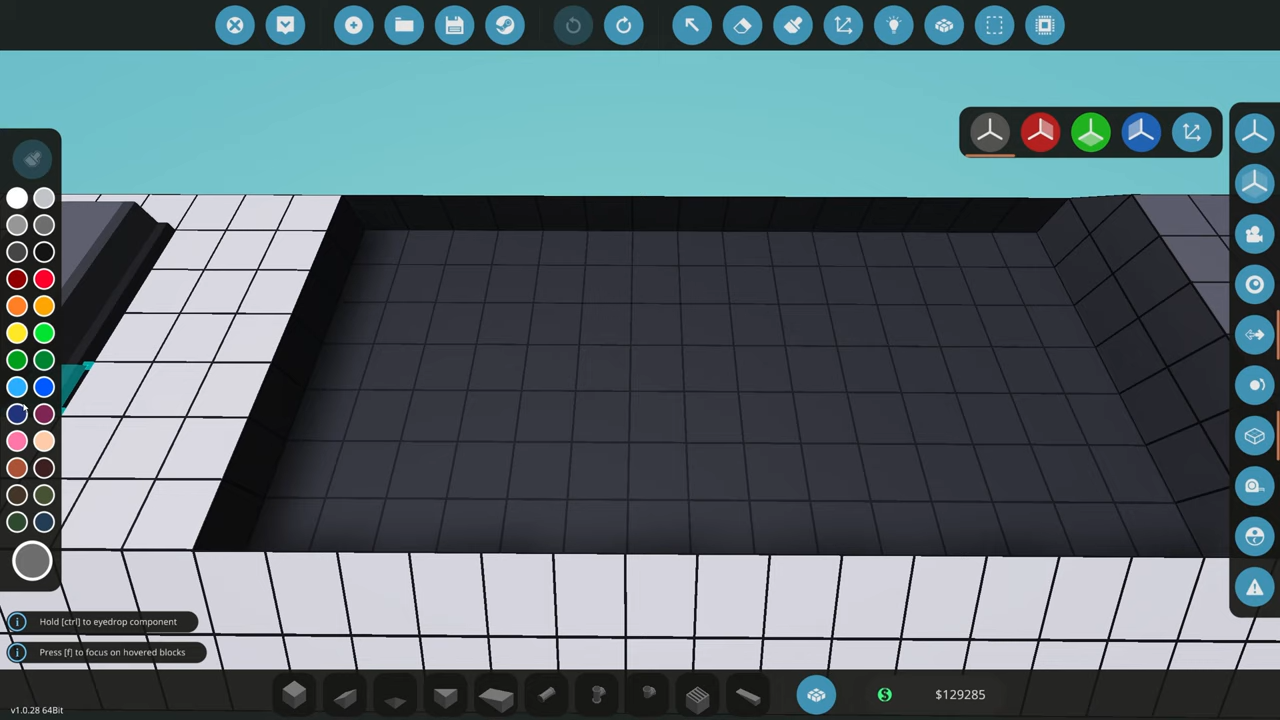 Hold [ctrl] to eyedrop component
Press [f] to focus on hovered blocks
$
$129285
v1.0.28 64Bit